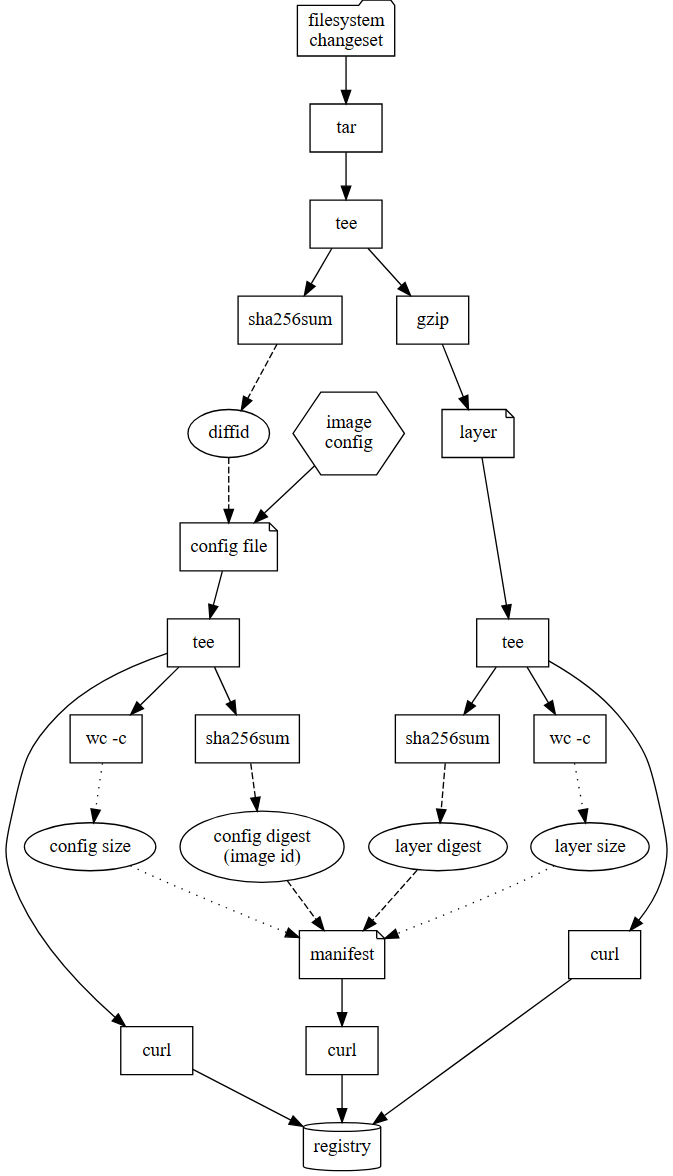 filesystem
changeset
tar
tee
sha256sum
gzip
diffid
image
config
layer
config file
tee
tee
wc -c
sha256sum
sha256sum
wc -c
config size
config digest
(image id)
layer digest
layer size
manifest
curl
curl
curl
registry